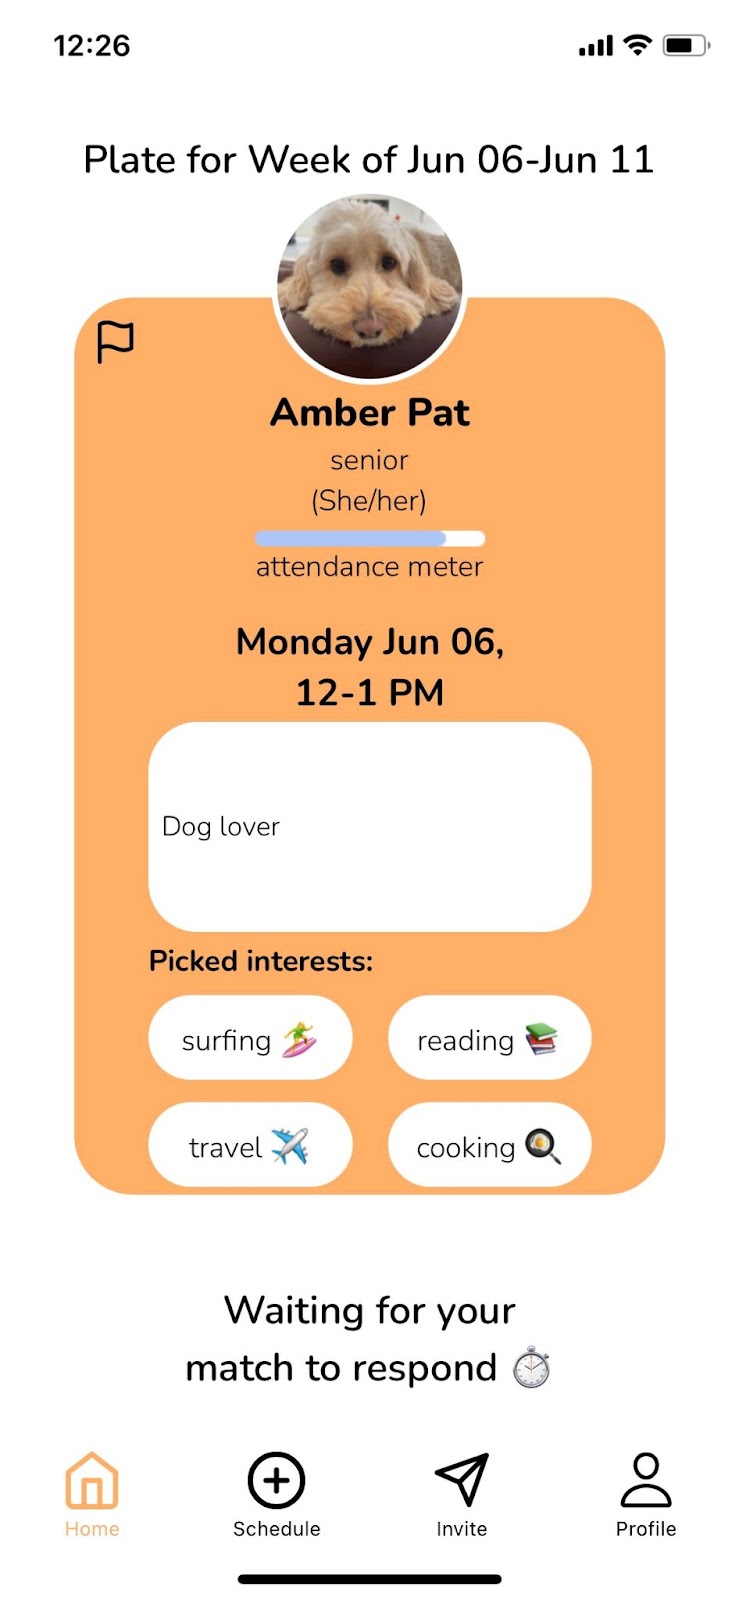 12:26
Plate for Week of Jun 06-Jun 11
Amber Pat
senior
(She/her)
attendance meter
Monday Jun 06,
12-1 PM
Dog lover
Picked interests:
surfing 🏄‍♀️ reading 📚
travel ✈️ cooking 🍳
Waiting for your
match to respond ⏱️
Home Schedule Invite Profile